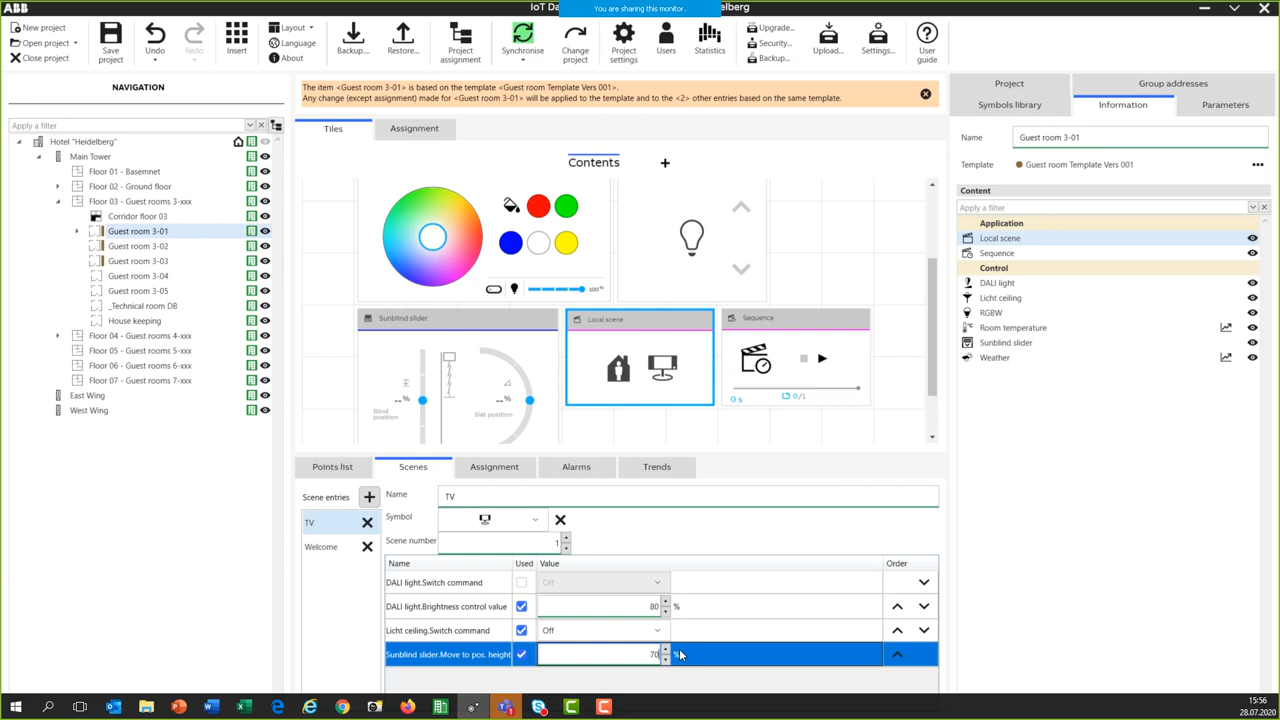 You are sharing this monitor.
ABB
IoT Da
elberg
New project
Open project
Close project
Save project
Undo
Redo
Insert
Layout
Language
About
Backup...
Restore...
Project assignment
Synchronise
Change project
Project settings
Users
Statistics
Upgrade...
Security...
Backup...
Upload...
Settings...
User guide
NAVIGATION
Apply a filter
Hotel "Heidelberg"
Main Tower
Floor 01 - Basemnet
Floor 02 - Ground floor
Floor 03 - Guest rooms 3-xxx
Corridor floor 03
Guest room 3-01
Guest room 3-02
Guest room 3-03
Guest room 3-04
Guest room 3-05
_Technical room DB
House keeping
Floor 04 - Guest rooms 4-xxx
Floor 05 - Guest rooms 5-xxx
Floor 06 - Guest rooms 6-xxx
Floor 07 - Guest rooms 7-xxx
East Wing
West Wing
The item <Guest room 3-01> is based on the template <Guest room Template Vers 001>.
Any change (except assignment) made for <Guest room 3-01> will be applied to the template and to the <2> other entries based on the same template.
Tiles
Assignment
Contents
100 %
Sunblind slider
Local scene
Sequence
--%
Blind position
--%
Slat position
0 s
0/1
Points list
Scenes
Assignment
Alarms
Trends
Scene entries
TV
Welcome
Name
TV
Symbol
Scene number
1
Name Used Value Order
DALI light.Switch command Off
DALI light.Brightness control value 80 %
Licht ceiling.Switch command Off
Sunblind slider.Move to pos. height 70 %
Project
Group addresses
Symbols library
Information
Parameters
Name Guest room 3-01
Template Guest room Template Vers 001
Content
Apply a filter
Application
Local scene
Sequence
Control
DALI light
Licht ceiling
RGBW
Room temperature
Sunblind slider
Weather
15:56
28.07.2020